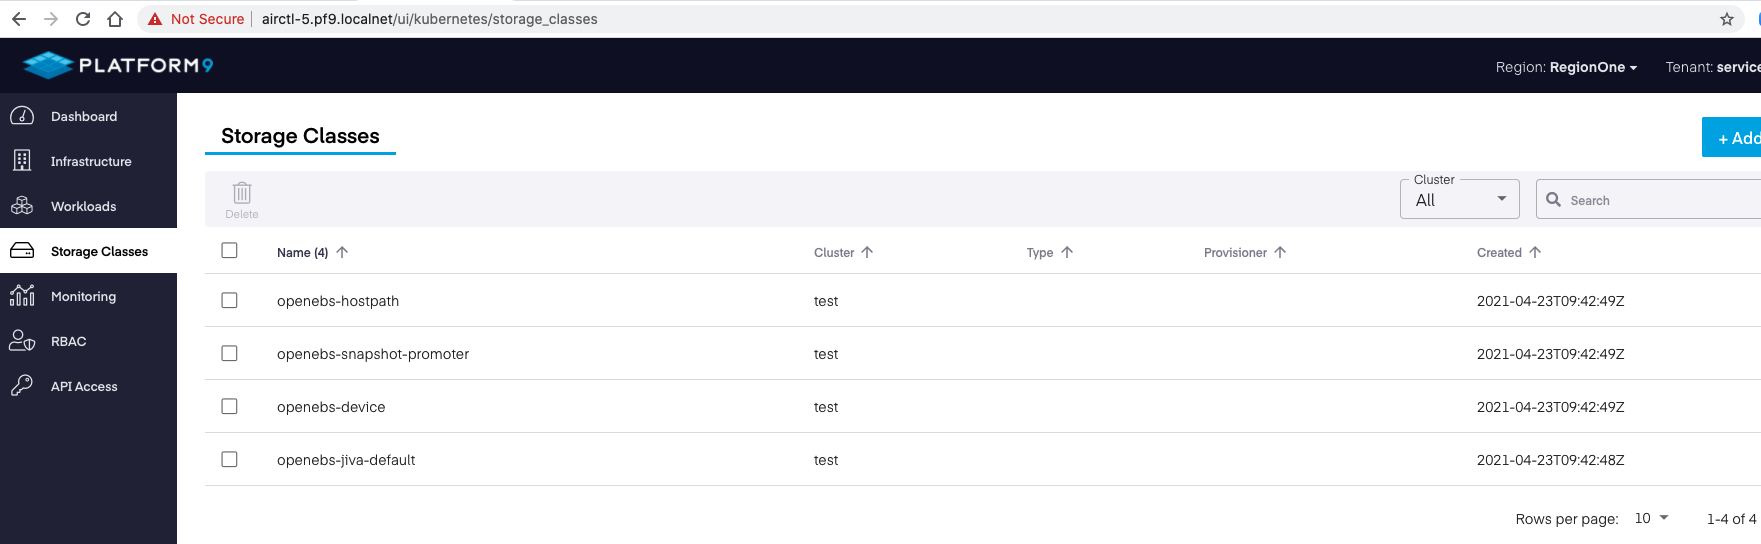 Not Secure | airctl-5.pf9.localnet/ui/kubernetes/storage_classes
PLATFORM9
Region: RegionOne
Tenant: service
Dashboard
Infrastructure
Workloads
Storage Classes
Monitoring
RBAC
API Access
Storage Classes
+ Add
Delete
Cluster
All
Search
Name (4) Cluster Type Provisioner Created
openebs-hostpath test 2021-04-23T09:42:49Z
openebs-snapshot-promoter test 2021-04-23T09:42:49Z
openebs-device test 2021-04-23T09:42:49Z
openebs-jiva-default test 2021-04-23T09:42:48Z
Rows per page: 10 1-4 of 4